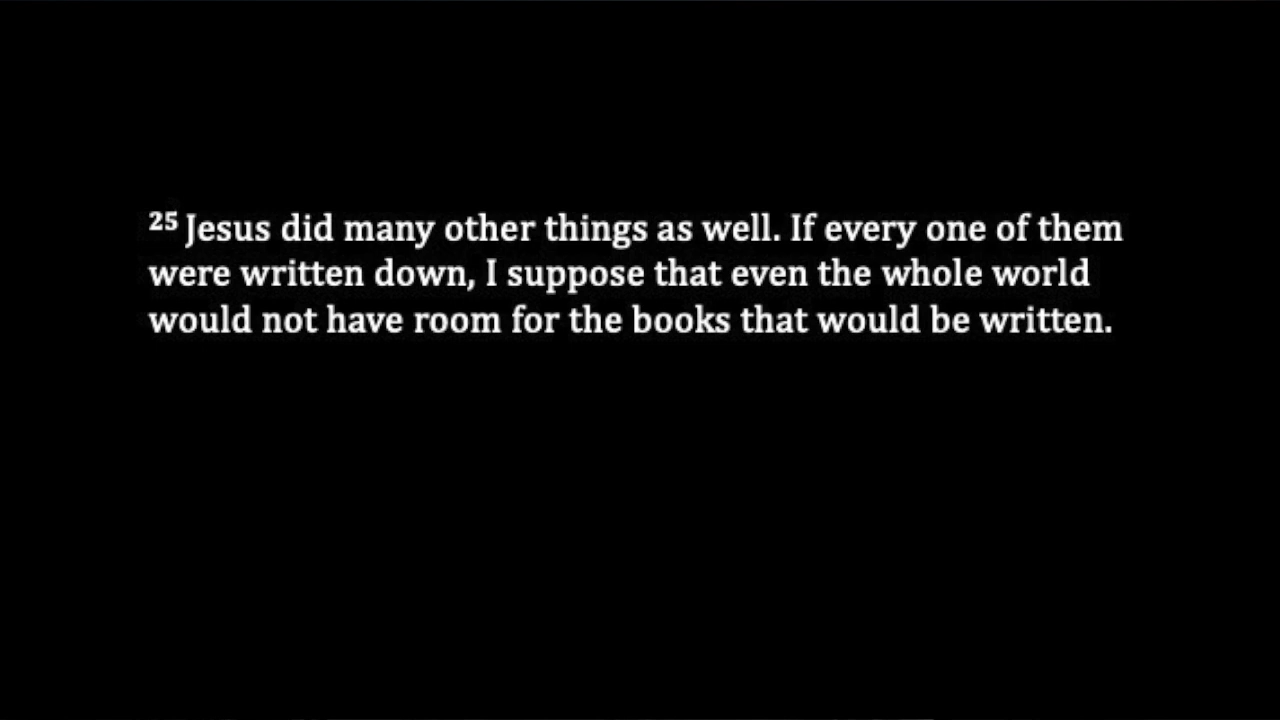 25 Jesus did many other things as well. If every one of them
were written down, I suppose that even the whole world
would not have room for the books that would be written.